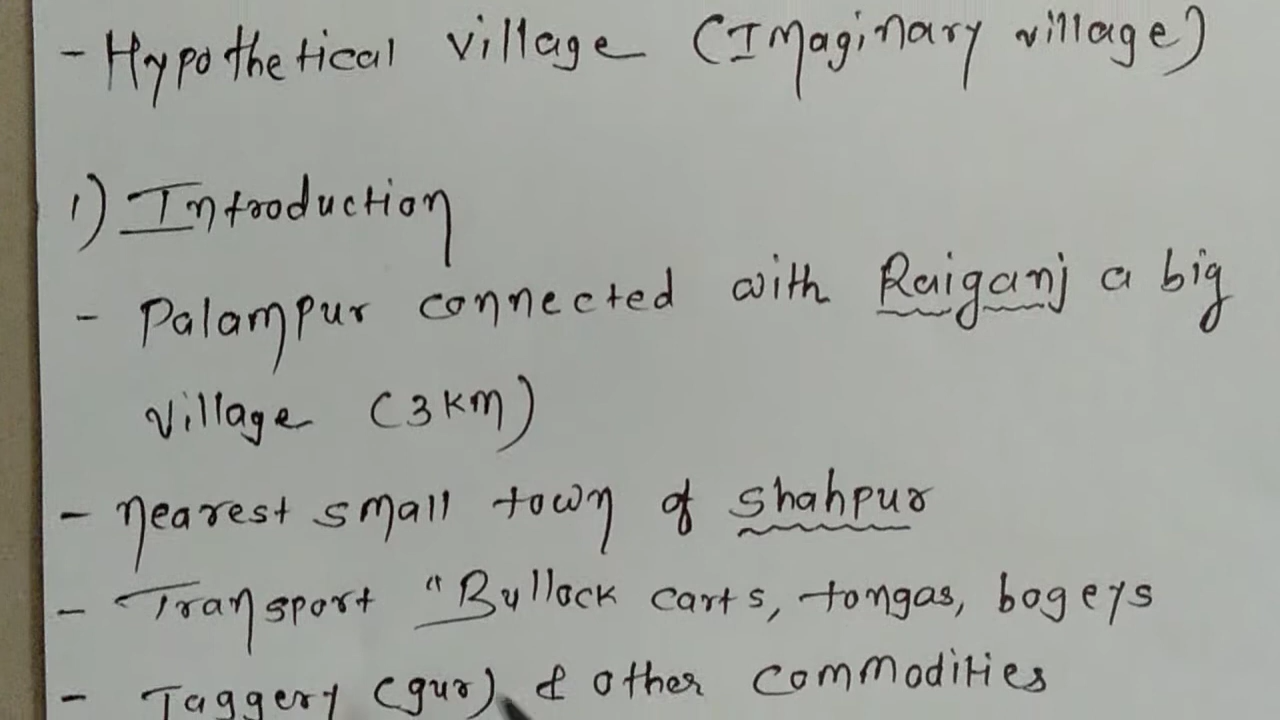 - Hypothetical village (Imaginary village)
1) Introduction
- Palampur connected with Raiganj a big
village (3 km)
- nearest small town of Shahpur
- Transport "Bullock carts, tongas, bogeys
- Jaggery (gur) & other commodities